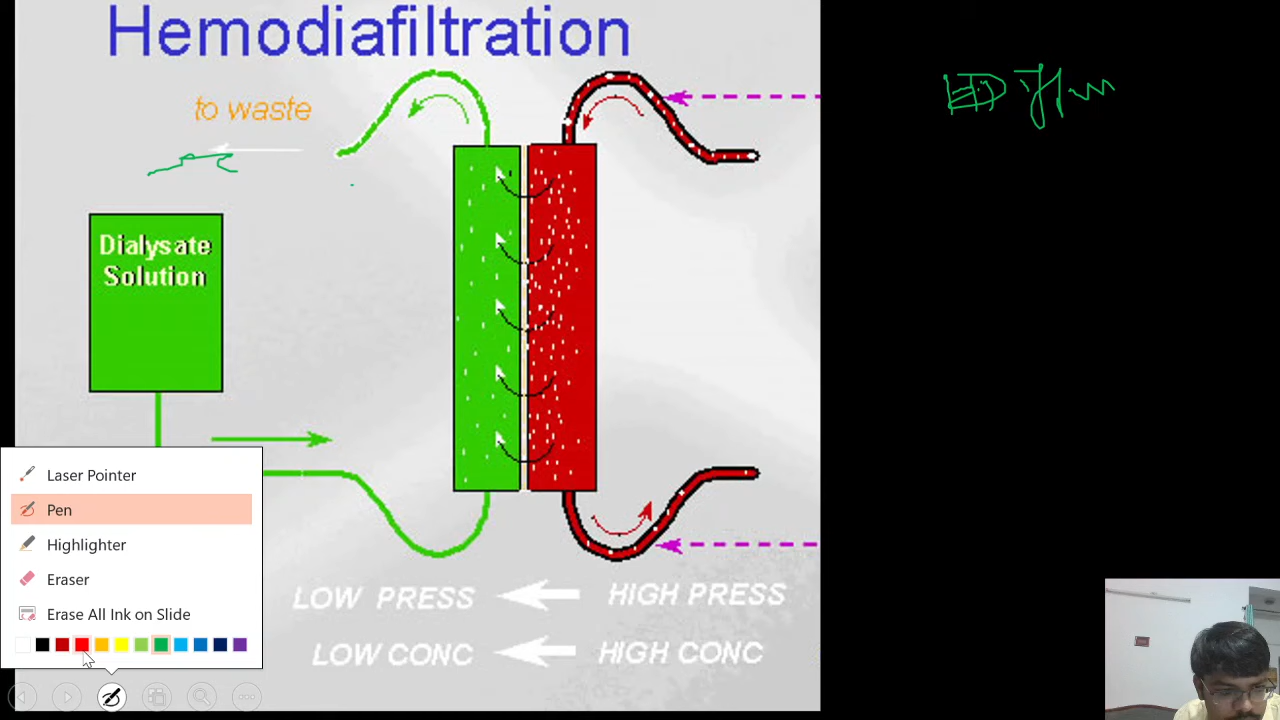 Hemodiafiltration
to waste
Dialysate
Solution
LOW PRESS HIGH PRESS
LOW CONC HIGH CONC
Laser Pointer
Pen
Highlighter
Eraser
Erase All Ink on Slide